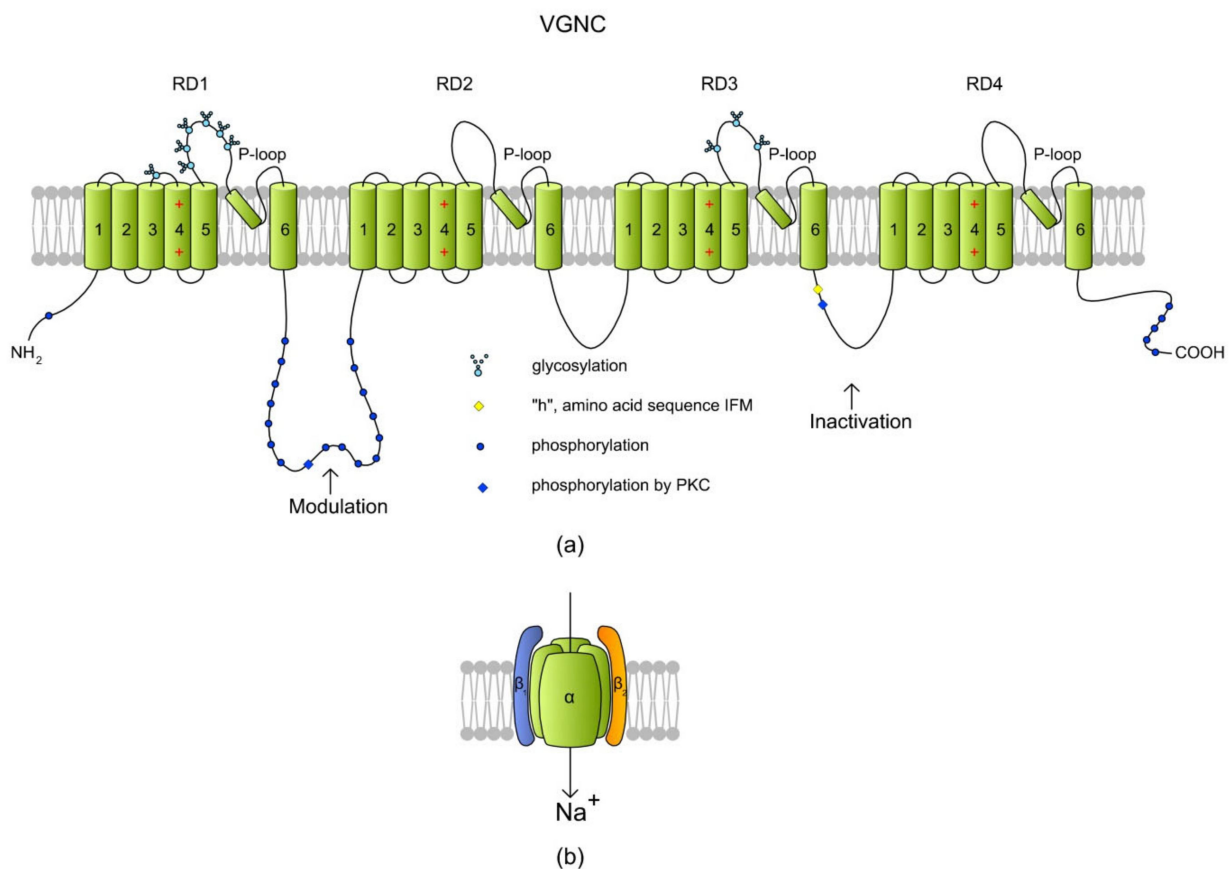 VGNC
RD1 RD2 RD3 RD4
P-loop P-loop P-loop P-loop
1 2 3 + 4 + 5 6 1 2 3 + 4 + 5 6 1 2 3 + 4 + 5 6 1 2 3 + 4 + 5 6
NH2
COOH
glycosylation
"h", amino acid sequence IFM
phosphorylation
phosphorylation by PKC
Inactivation
Modulation
(a)
β1 α β2
Na+
(b)